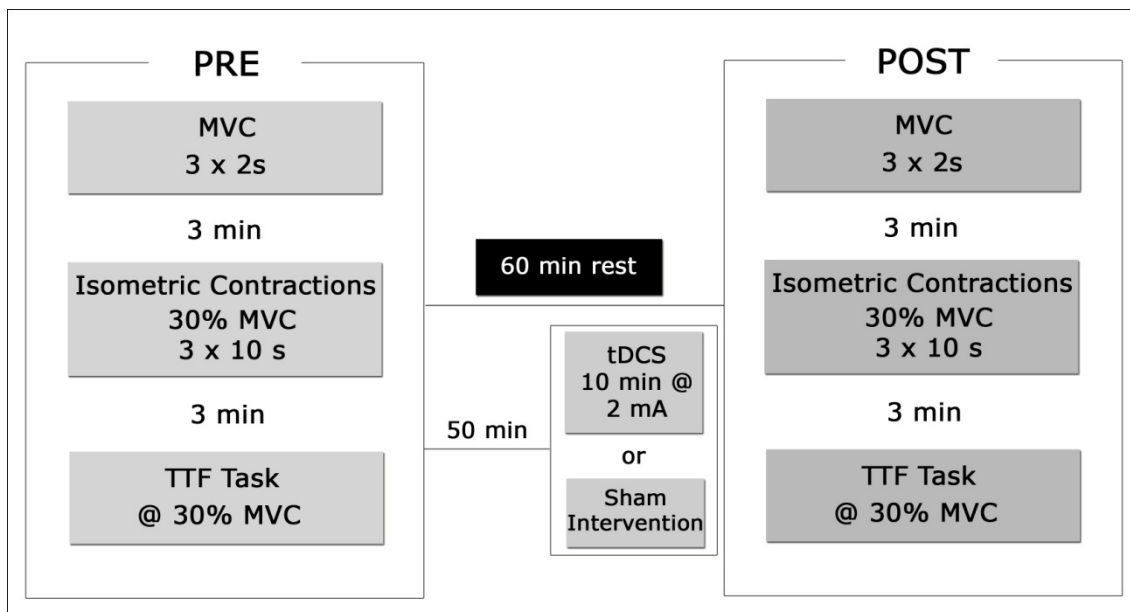 PRE
MVC
3 x 2s
3 min
Isometric Contractions
30% MVC
3 x 10 s
3 min
TTF Task
@ 30% MVC
60 min rest
50 min
tDCS
10 min @
2 mA
or
Sham
Intervention
POST
MVC
3 x 2s
3 min
Isometric Contractions
30% MVC
3 x 10 s
3 min
TTF Task
@ 30% MVC